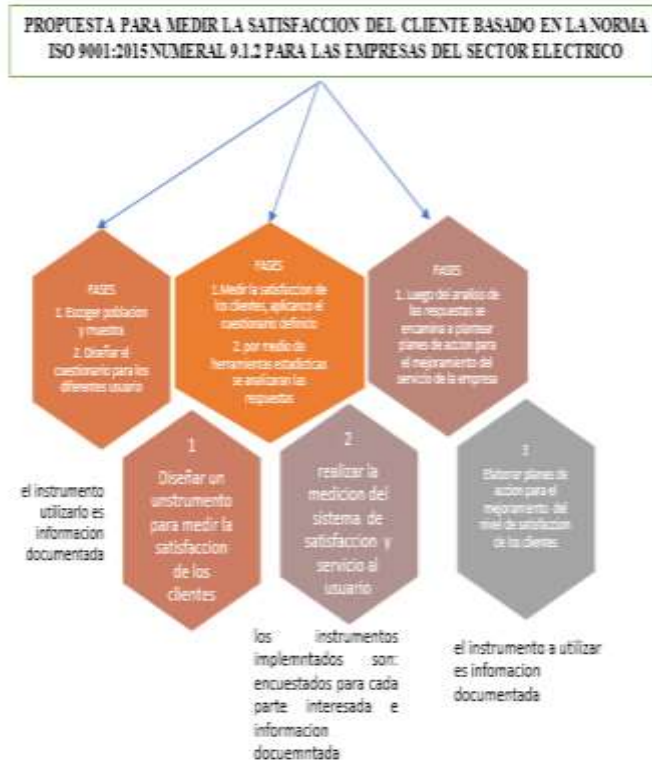 PROPUESTA PARA MEDIR LA SATISFACCION DEL CLIENTE BASADO EN LA NORMA
ISO 9001:2015 NUMERAL 9.1.2 PARA LAS EMPRESAS DEL SECTOR ELECTRICO
FASES
1. Escoger poblacion
y muestra
2. Diseñar el
cuestionario para los
diferentes usuario
FASES
1.Medir la satisfaccion de
los clientes, aplicando el
cuestionario definido
2. por medio de
herramientas estadisticas
se analizaran las
respuestas
FASES
1. Luego del analisis de
las respuestas se
encamina a plantear
planes de accion para
el mejoramiento del
servicio de la empresa
1
Diseñar un
unstrumento
para medir la
satisfaccion
de los
clientes
2
realizar la
medicion del
sistema de
satisfaccion y
servicio al
usuario
3
Elaborar planes de
accion para el
mejoramiento del
nivel de satisfaccion
de los clientes
el instrumento
utilizarlo es
informacion
documentada
los instrumentos
implemntados son:
encuestados para cada
parte interesada e
informacion
docuemntada
el instrumento a utilizar
es infomacion
documentada